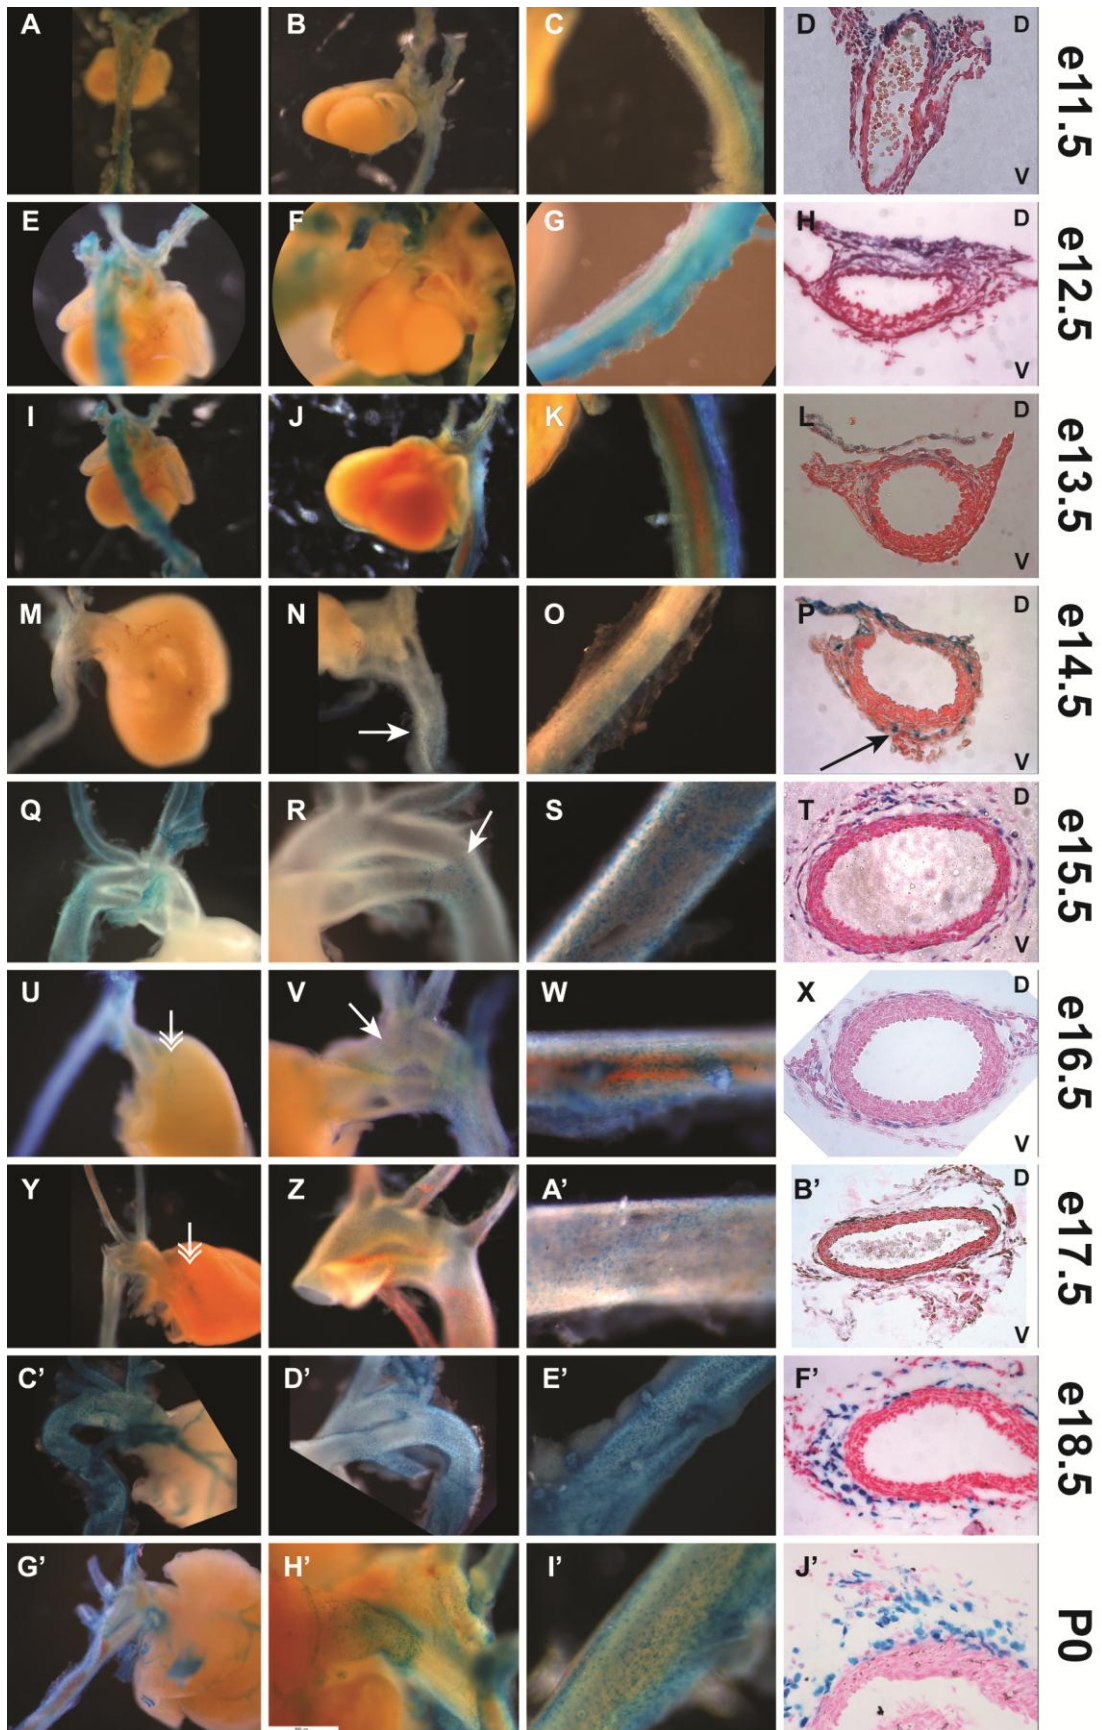 A B C D D V e11.5
E F G H D V e12.5
I J K L D V e13.5
M N O P D V e14.5
Q R S T D V e15.5
U V W X D V e16.5
Y Z A' B' D V e17.5
C' D' E' F' e18.5
G' H' I' J' P0